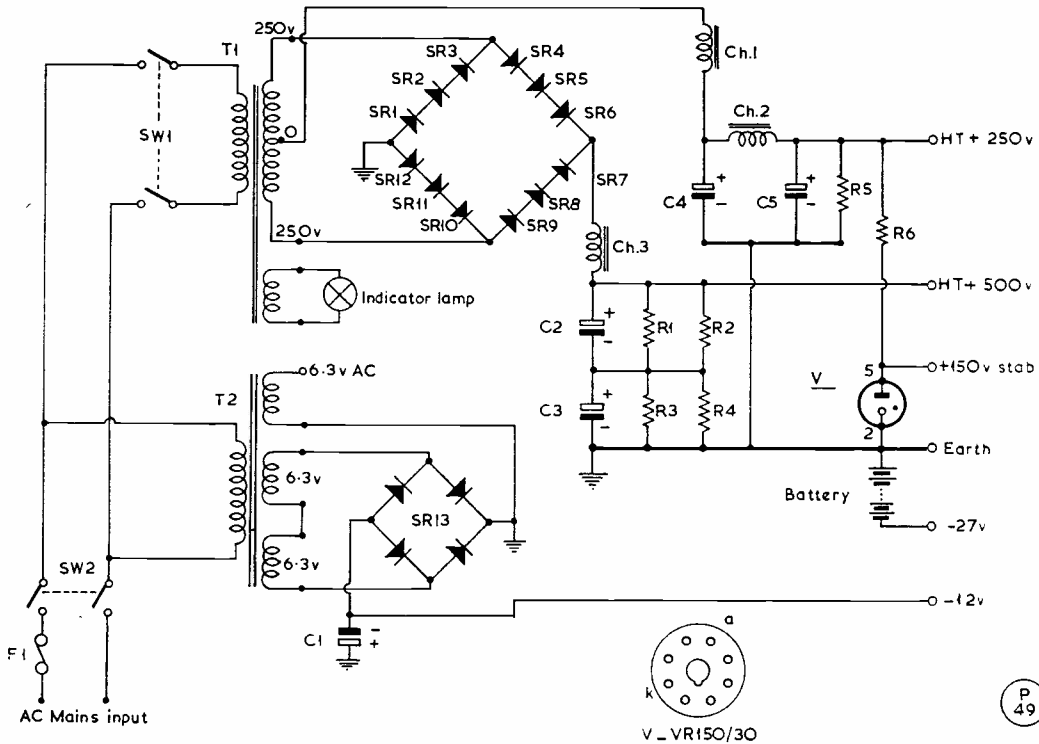 250v
T1
SR3
SR4
Ch.1
SR2
SR5
SR1
SR6
Ch.2
SW1
O
HT+ 250v
SR12
SR7
C4
+
-
C5
+
-
R5
SR11
SR8
SR10
SR9
R6
250v
Ch.3
Indicator lamp
HT+ 500v
C2
+
-
R1
R2
6·3v AC
+150v stab
T2
V
5
C3
+
-
R3
R4
2
Earth
6·3v
Battery
SR13
-27v
6·3v
SW2
-12v
C1
-
+
a
F1
k
AC Mains input
V_VR150/30
P
49